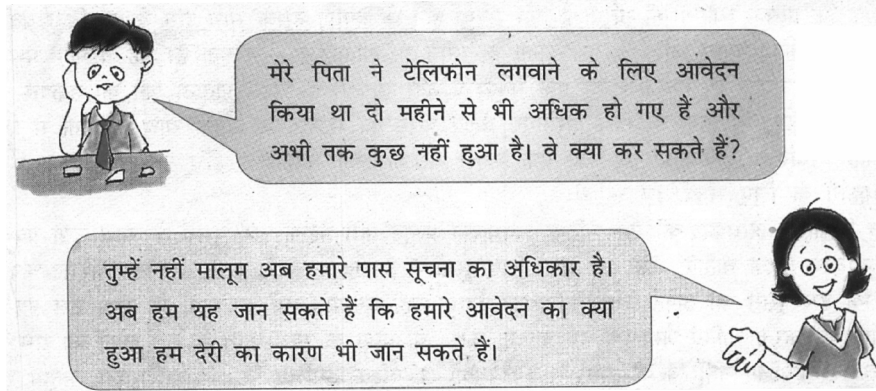 मेरे पिता ने टेलिफोन लगवाने के लिए आवेदन
किया था दो महीने से भी अधिक हो गए हैं और
अभी तक कुछ नहीं हुआ है। वे क्या कर सकते हैं?
तुम्हें नहीं मालूम अब हमारे पास सूचना का अधिकार है।
अब हम यह जान सकते हैं कि हमारे आवेदन का क्या
हुआ हम देरी का कारण भी जान सकते हैं।